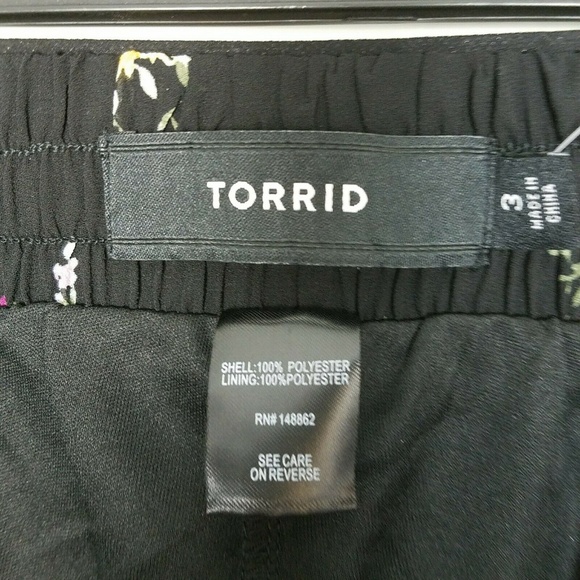 TORRID
3
MADE IN
CHINA
SHELL:100% POLYESTER
LINING:100%POLYESTER
RN# 148862
SEE CARE
ON REVERSE